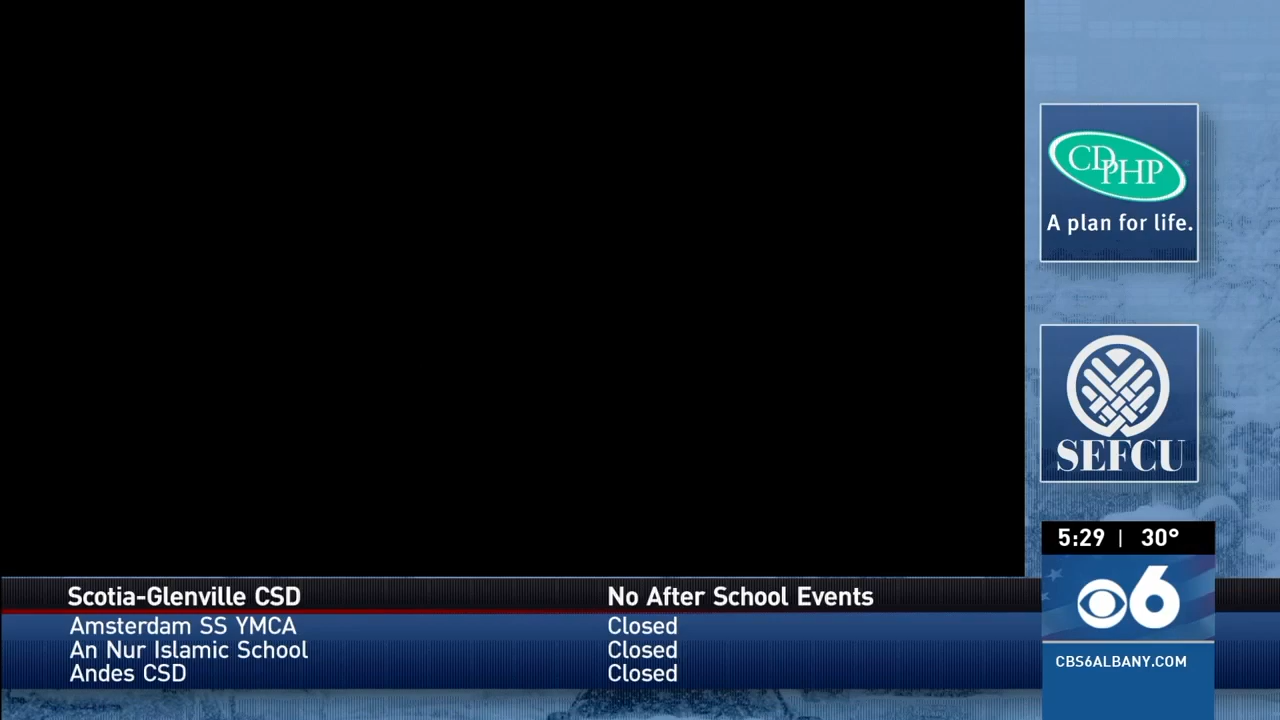 CDPHP
A plan for life.
SEFCU
5:29 | 30°
6
CBS6ALBANY.COM
Scotia-Glenville CSD No After School Events
Amsterdam SS YMCA Closed
An Nur Islamic School Closed
Andes CSD Closed